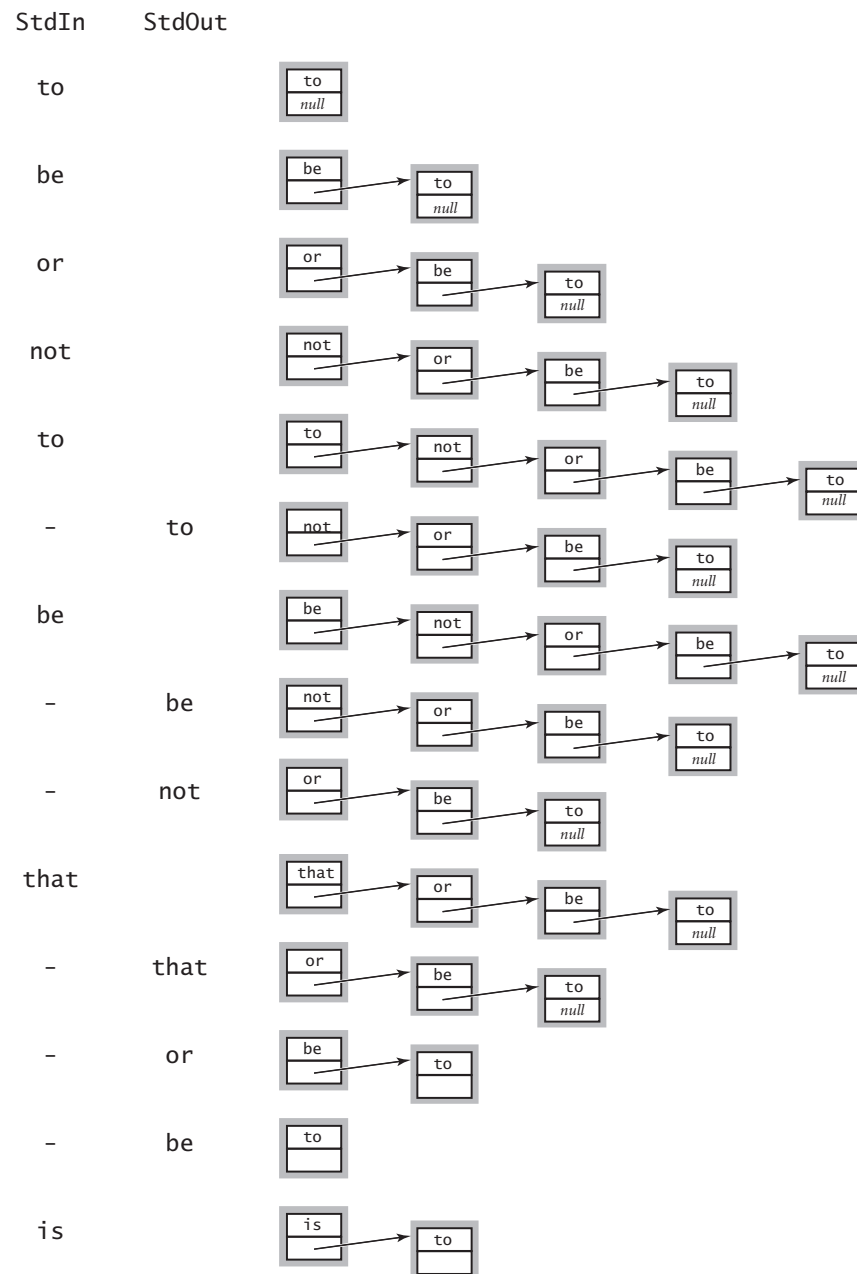 StdIn StdOut
to to
null
be be to
null
or or be to
null
not not or be to
null
to to not or be to
null
- to not or be to
null
be be not or be to
null
- be not or be to
null
- not or be to
null
that that or be to
null
- that or be to
null
- or be to
- be to
is is to